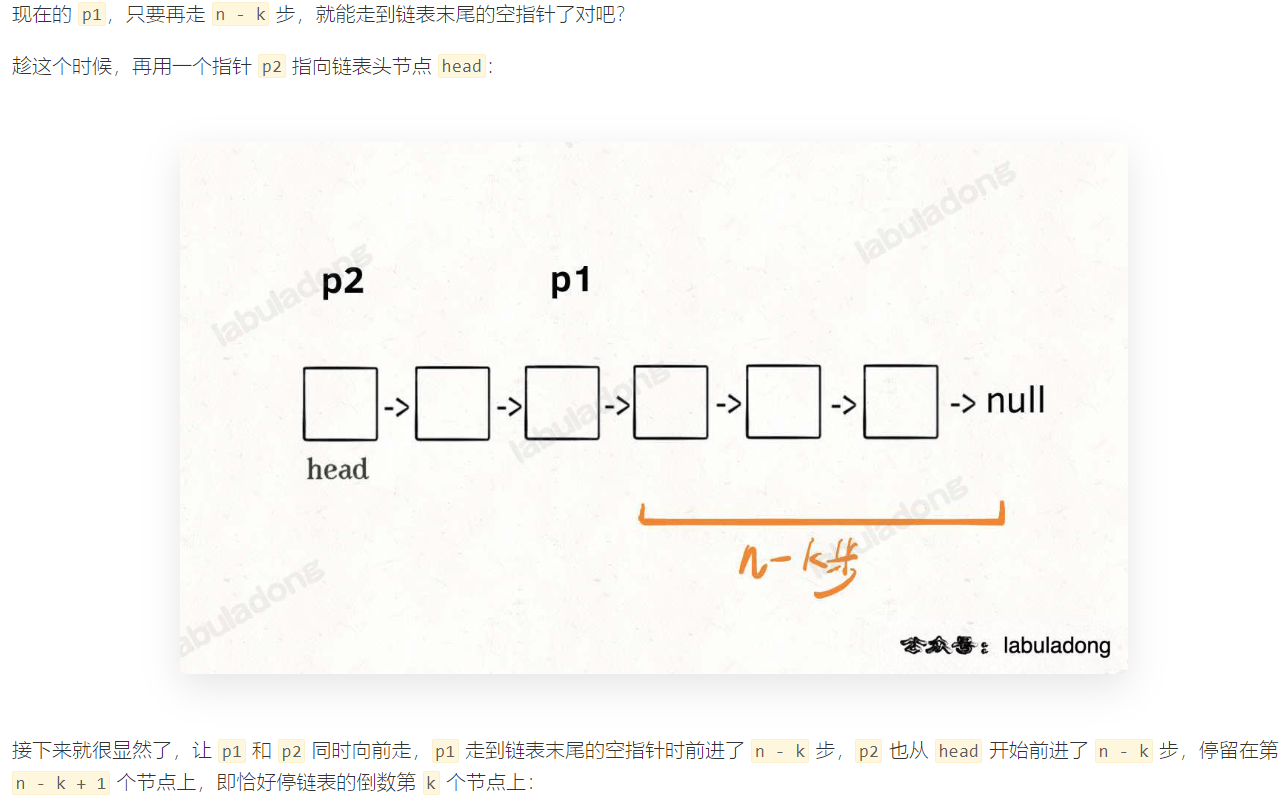 现在的 p1，只要再走 n - k 步，就能走到链表末尾的空指针了对吧？
趁这个时候，再用一个指针 p2 指向链表头节点 head：
labuladong
labuladong
p2 p1
labuladong
-> -> -> -> -> -> null
head
labuladong
n-k步
labuladong
公众号：labuladong
接下来就很显然了，让 p1 和 p2 同时向前走，p1 走到链表末尾的空指针时前进了 n - k 步，p2 也从 head 开始前进了 n - k 步，停留在第
n - k + 1 个节点上，即恰好停链表的倒数第 k 个节点上：